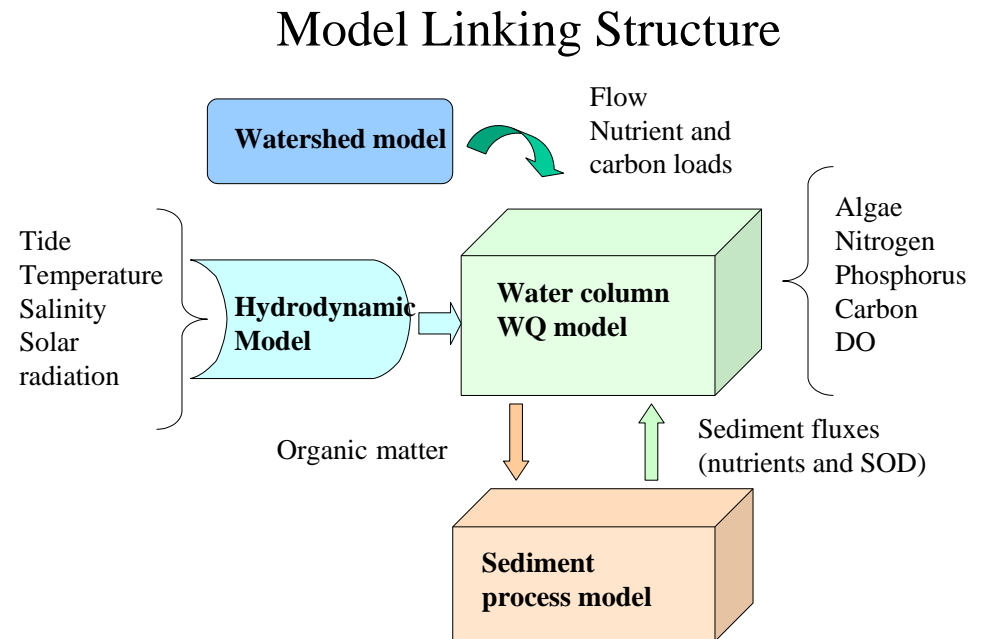 Model Linking Structure
Watershed model
Flow
Nutrient and
carbon loads
Tide
Temperature
Salinity
Solar
radiation
Hydrodynamic
Model
Water column
WQ model
Algae
Nitrogen
Phosphorus
Carbon
DO
Organic matter
Sediment fluxes
(nutrients and SOD)
Sediment
process model